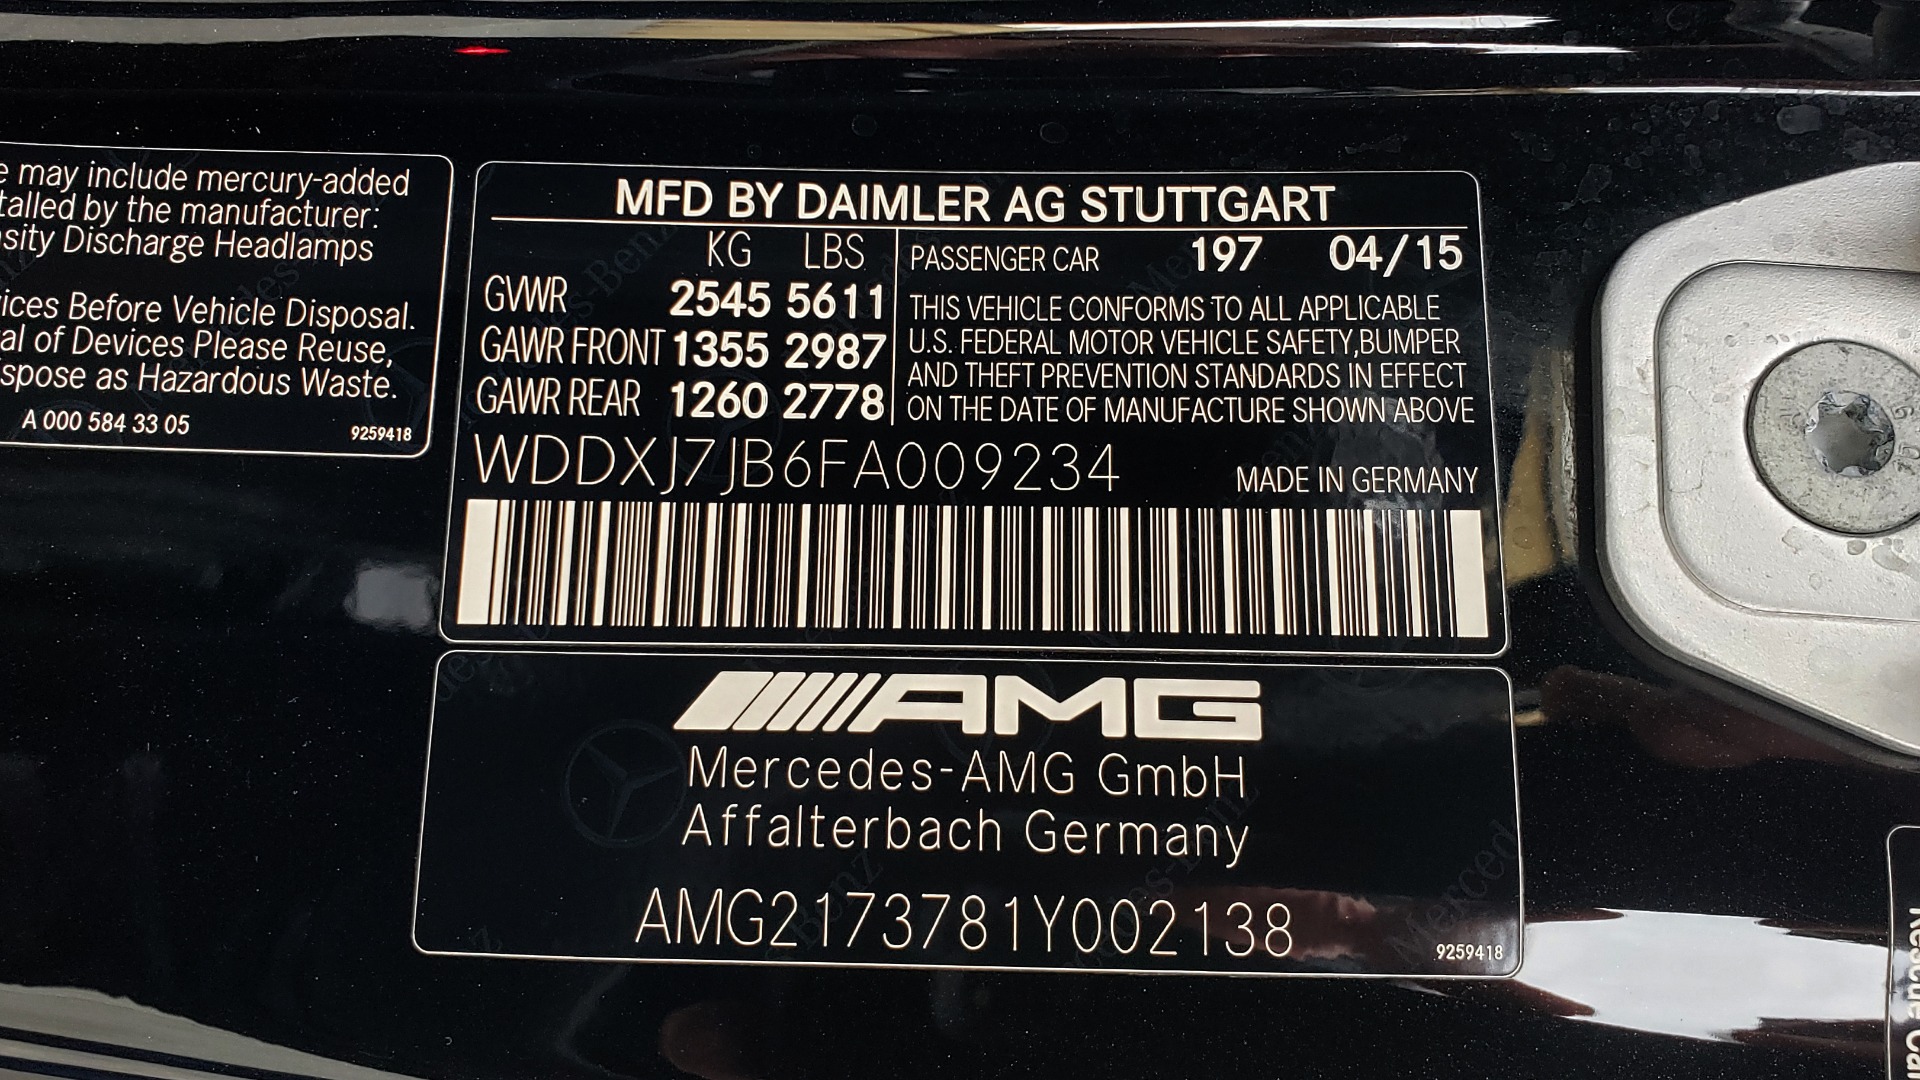 e may include mercury-added
talled by the manufacturer:
sity Discharge Headlamps
ices Before Vehicle Disposal.
al of Devices Please Reuse,
spose as Hazardous Waste.
A 000 584 33 05
9259418
MFD BY DAIMLER AG STUTTGART
KG LBS
GVWR 2545 5611
GAWR FRONT 1355 2987
GAWR REAR 1260 2778
PASSENGER CAR 197 04/15
THIS VEHICLE CONFORMS TO ALL APPLICABLE
U.S. FEDERAL MOTOR VEHICLE SAFETY,BUMPER
AND THEFT PREVENTION STANDARDS IN EFFECT
ON THE DATE OF MANUFACTURE SHOWN ABOVE
WDDXJ7JB6FA009234
MADE IN GERMANY
AMG
Mercedes-AMG GmbH
Affalterbach Germany
AMG2173781Y002138
9259418
Rescue Car